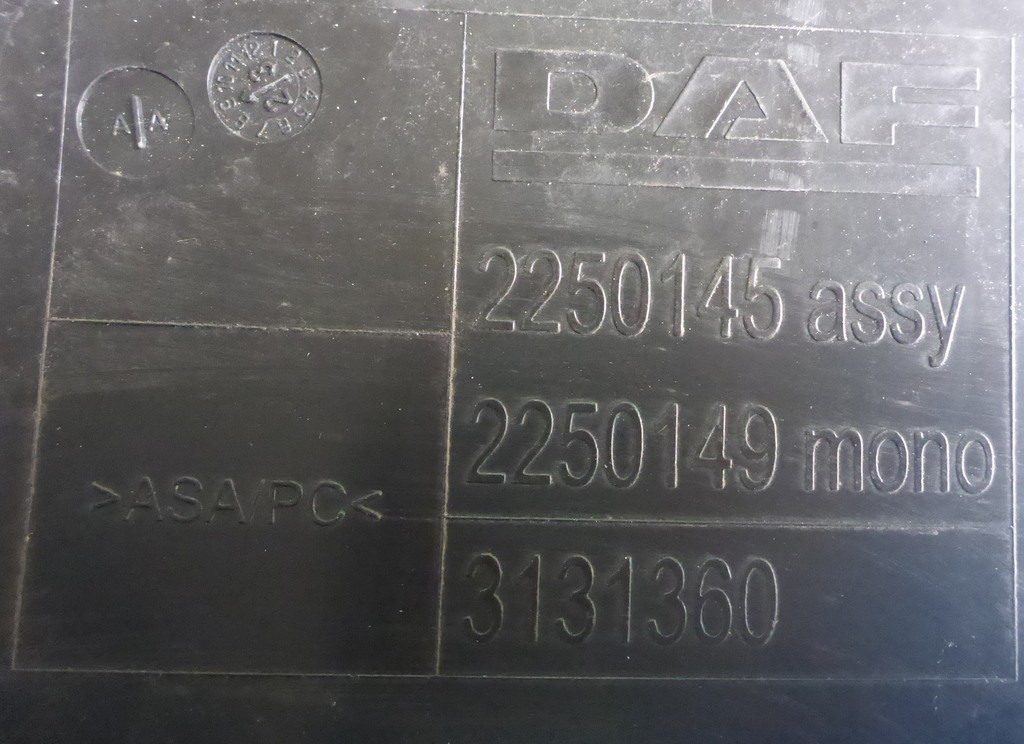 A A
DAF
2250145 assy
2250149 mono
>ASA/PC<
3131360